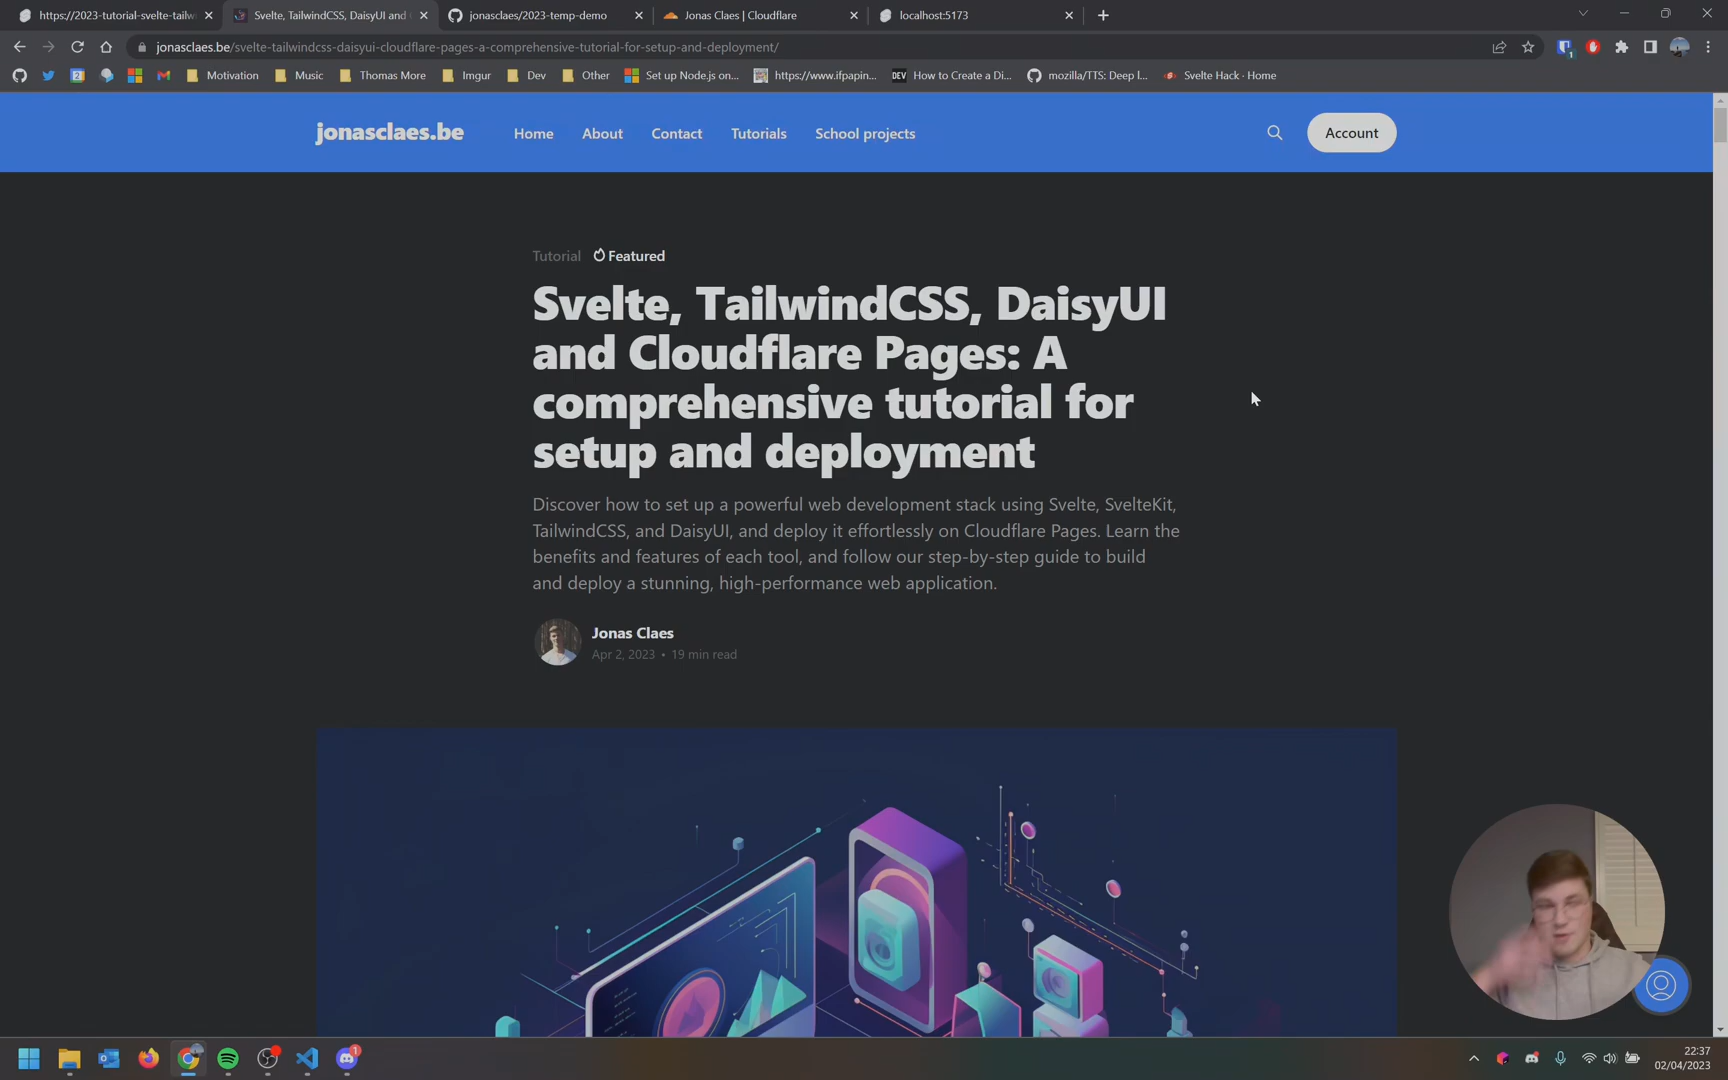 https://2023-tutorial-svelte-tailw
Svelte, TailwindCSS, DaisyUI and
jonasclaes/2023-temp-demo
Jonas Claes | Cloudflare
localhost:5173
jonasclaes.be/svelte-tailwindcss-daisyui-cloudflare-pages-a-comprehensive-tutorial-for-setup-and-deployment/
Motivation
Music
Thomas More
Imgur
Dev
Other
Set up Node.js on...
https://www.ifpapin...
DEV
How to Create a Di...
mozilla/TTS: Deep l...
Svelte Hack · Home
jonasclaes.be
Home
About
Contact
Tutorials
School projects
Account
Tutorial
Featured
Svelte, TailwindCSS, DaisyUI
and Cloudflare Pages: A
comprehensive tutorial for
setup and deployment
Discover how to set up a powerful web development stack using Svelte, SvelteKit,
TailwindCSS, and DaisyUI, and deploy it effortlessly on Cloudflare Pages. Learn the
benefits and features of each tool, and follow our step-by-step guide to build
and deploy a stunning, high-performance web application.
Jonas Claes
Apr 2, 2023 • 19 min read
22:37
02/04/2023